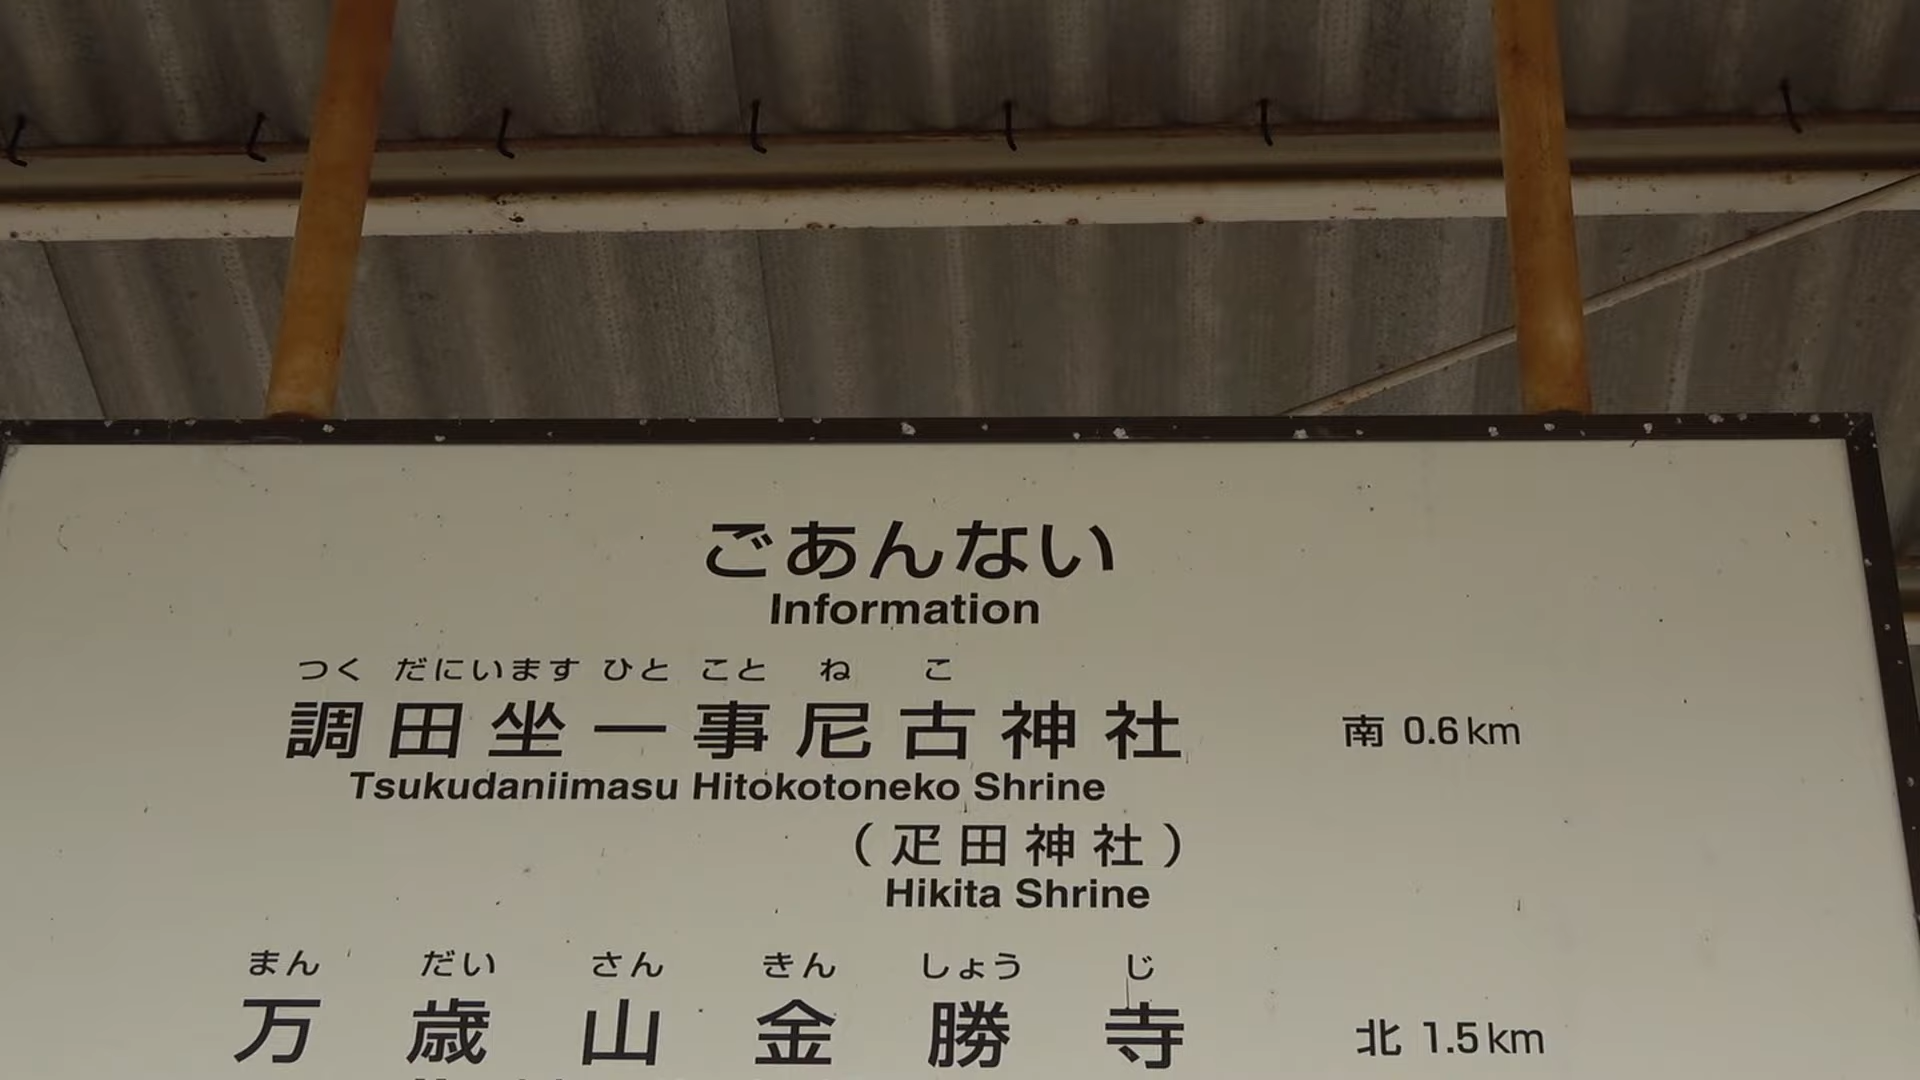 ごあんない
Information
つく だにいます ひと こと ね こ
調田坐一事尼古神社 南 0.6km
Tsukudaniimasu Hitokotoneko Shrine
（疋田神社）
Hikita Shrine
まん だい さん きん しょう じ
万歳山金勝寺 北 1.5km